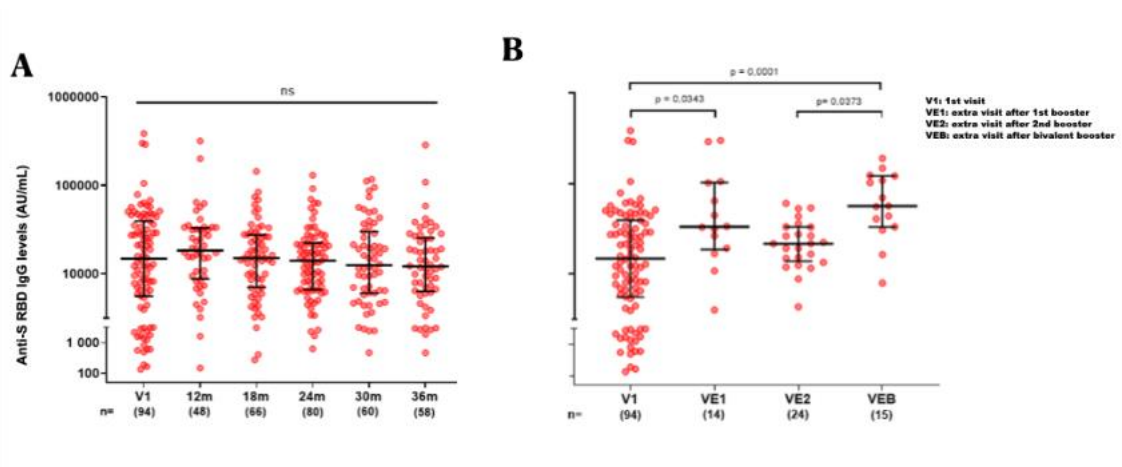 A
B
ns
1000000
100000
10000
1 000
100
Anti-S RBD IgG levels (AU/mL)
V1 12m 18m 24m 30m 36m
n= (94) (48) (66) (80) (60) (58)
p = 0,0001
p = 0,0343
p= 0,0373
V1: 1st visit
VE1: extra visit after 1st booster
VE2: extra visit after 2nd booster
VEB: extra visit after bivalent booster
V1 VE1 VE2 VEB
n= (94) (14) (24) (15)